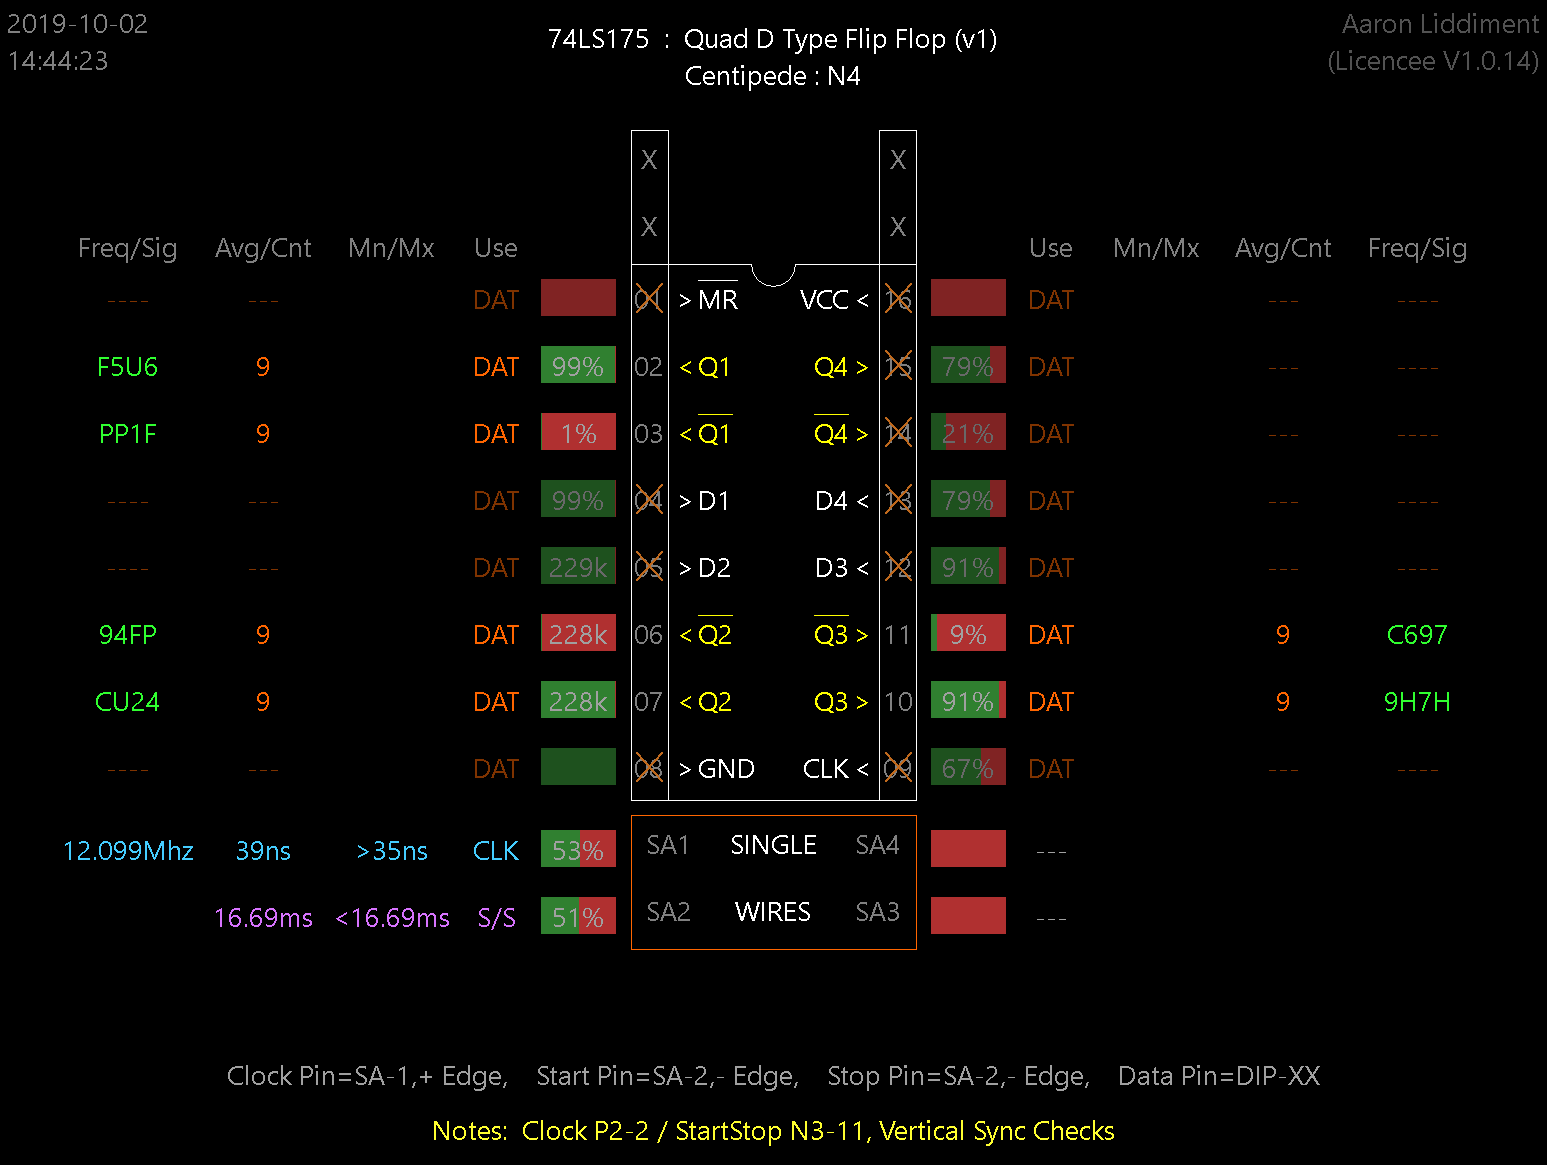 2019-10-02
14:44:23
74LS175 : Quad D Type Flip Flop (v1)
Centipede : N4
Aaron Liddiment
(Licencee V1.0.14)
X X
X X
Freq/Sig Avg/Cnt Mn/Mx Use Use Mn/Mx Avg/Cnt Freq/Sig
---- --- DAT 01 >MR VCC < 16 DAT --- ----
F5U6 9 DAT 99% 02 <Q1 Q4 > 15 79% DAT --- ----
PP1F 9 DAT 1% 03 <Q1 Q4 > 14 21% DAT --- ----
---- --- DAT 99% 04 >D1 D4 < 13 79% DAT --- ----
---- --- DAT 229k 05 >D2 D3 < 12 91% DAT --- ----
94FP 9 DAT 228k 06 <Q2 Q3 > 11 9% DAT 9 C697
CU24 9 DAT 228k 07 <Q2 Q3 > 10 91% DAT 9 9H7H
---- --- DAT 08 >GND CLK < 09 67% DAT --- ----
12.099Mhz 39ns >35ns CLK 53% SA1 SINGLE SA4 ---
16.69ms <16.69ms S/S 51% SA2 WIRES SA3 ---
Clock Pin=SA-1,+ Edge, Start Pin=SA-2,- Edge, Stop Pin=SA-2,- Edge, Data Pin=DIP-XX
Notes: Clock P2-2 / StartStop N3-11, Vertical Sync Checks